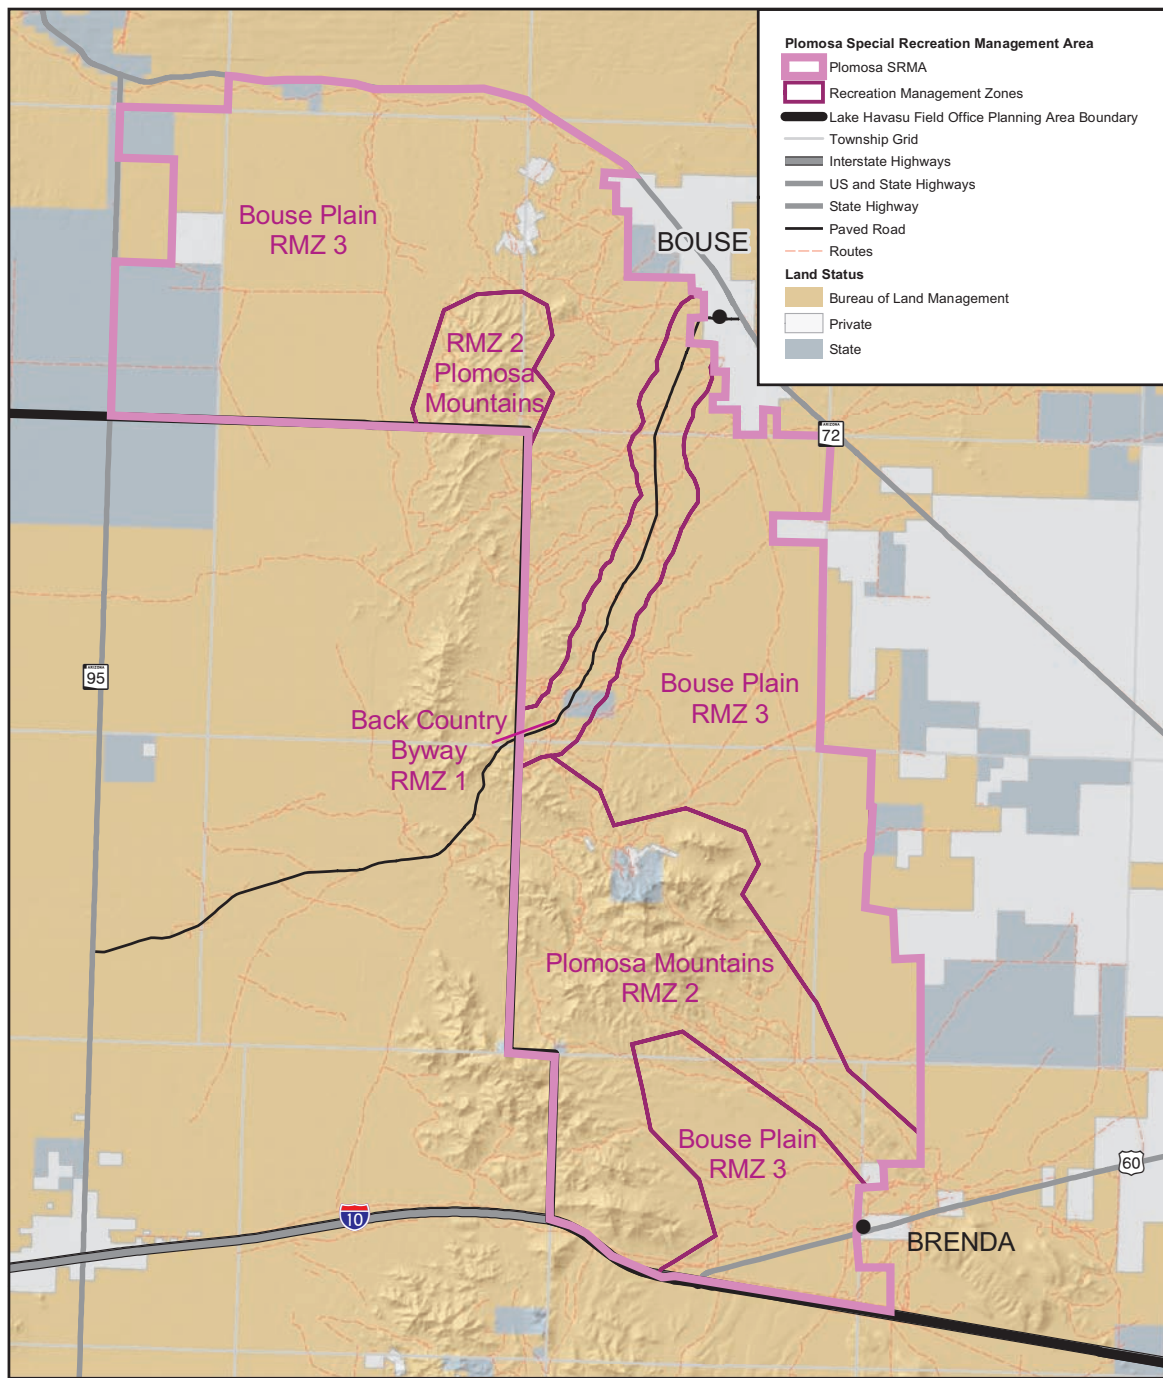 Plomosa Special Recreation Management Area
Plomosa SRMA
Recreation Management Zones
Lake Havasu Field Office Planning Area Boundary
Township Grid
Interstate Highways
US and State Highways
State Highway
Paved Road
Routes
Land Status
Bureau of Land Management
Private
State
Bouse Plain
RMZ 3
BOUSE
RMZ 2
Plomosa
Mountains
ARIZONA
72
ARIZONA
95
Bouse Plain
RMZ 3
Back Country
Byway
RMZ 1
Plomosa Mountains
RMZ 2
Bouse Plain
RMZ 3
60
10
BRENDA